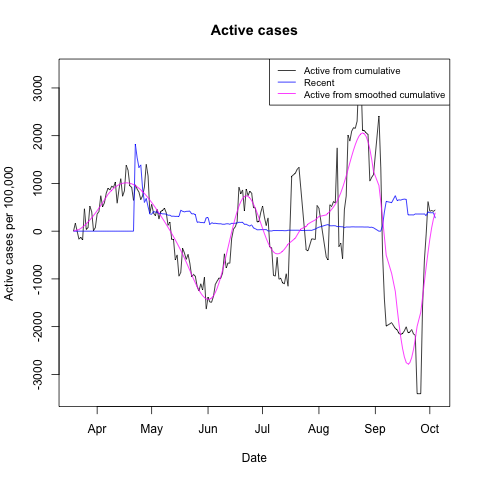 Active cases
Active from cumulative
Recent
Active from smoothed cumulative
Active cases per 100,000
3000
2000
1000
0
-1000
-2000
-3000
Apr May Jun Jul Aug Sep Oct
Date